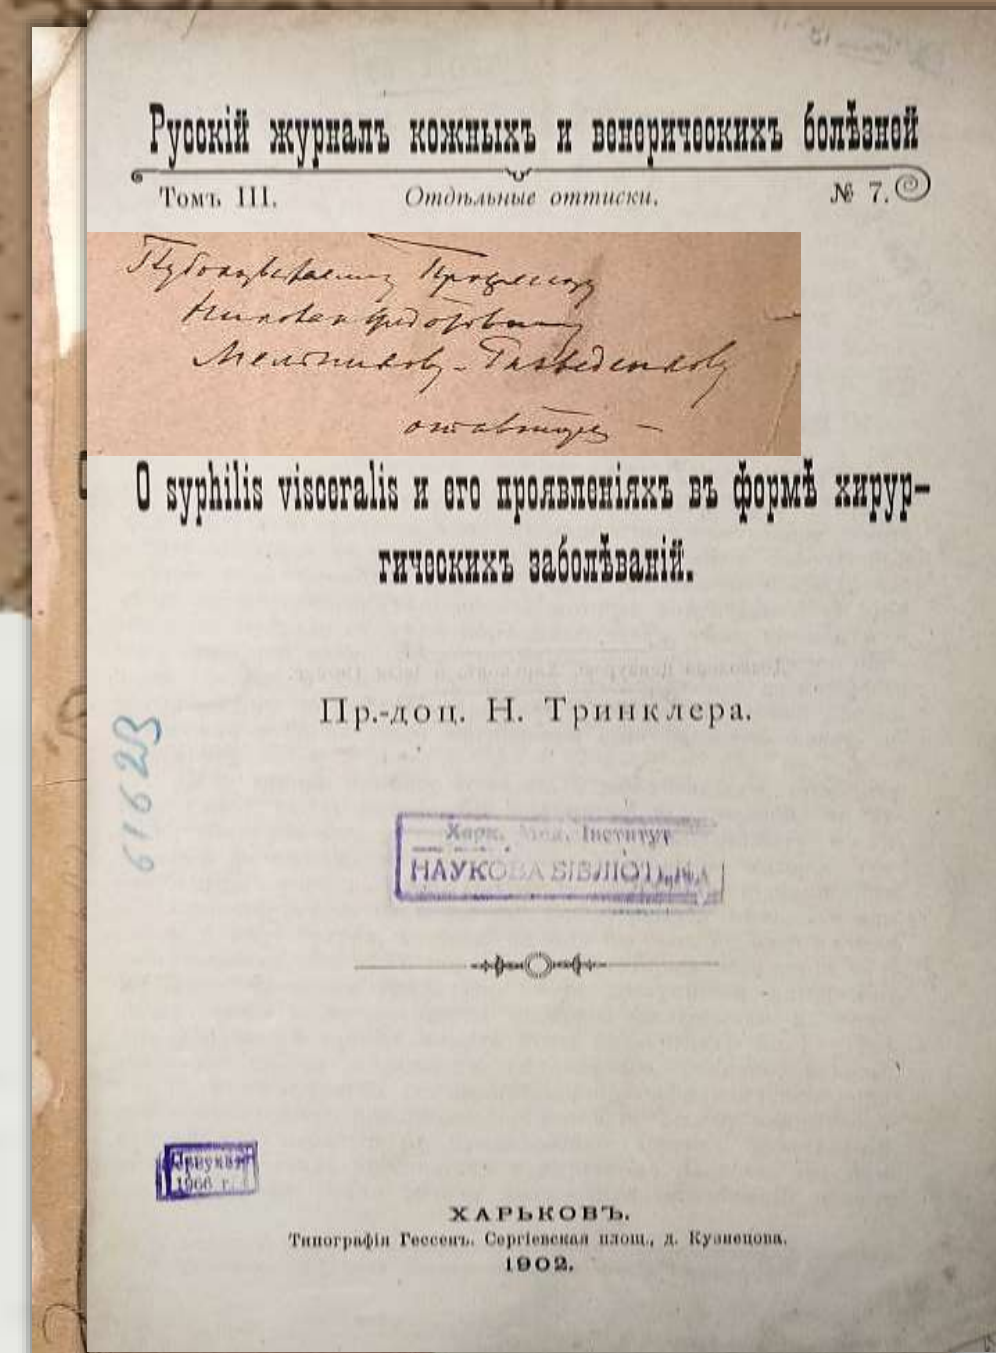 Русскій журналъ кожныхъ и венерическихъ болѣзней
Томъ III. Отдѣльные оттиски. № 7.
Глубокоуважаемому Профессору
Николаю Федоровичу
Мельникову-Разведенкову
от автора
О syphilis visceralis и его проявленіяхъ въ формѣ хирур-
гическихъ заболѣваній.
Пр.-доц. Н. Тринклера.
61623
Харк. Мед. Інститут
НАУКОВА БІБЛІОТЕКА
1966 г.
ХАРЬКОВЪ.
Типографія Гессенъ. Сергіевская площ., д. Кузнецова.
1902.